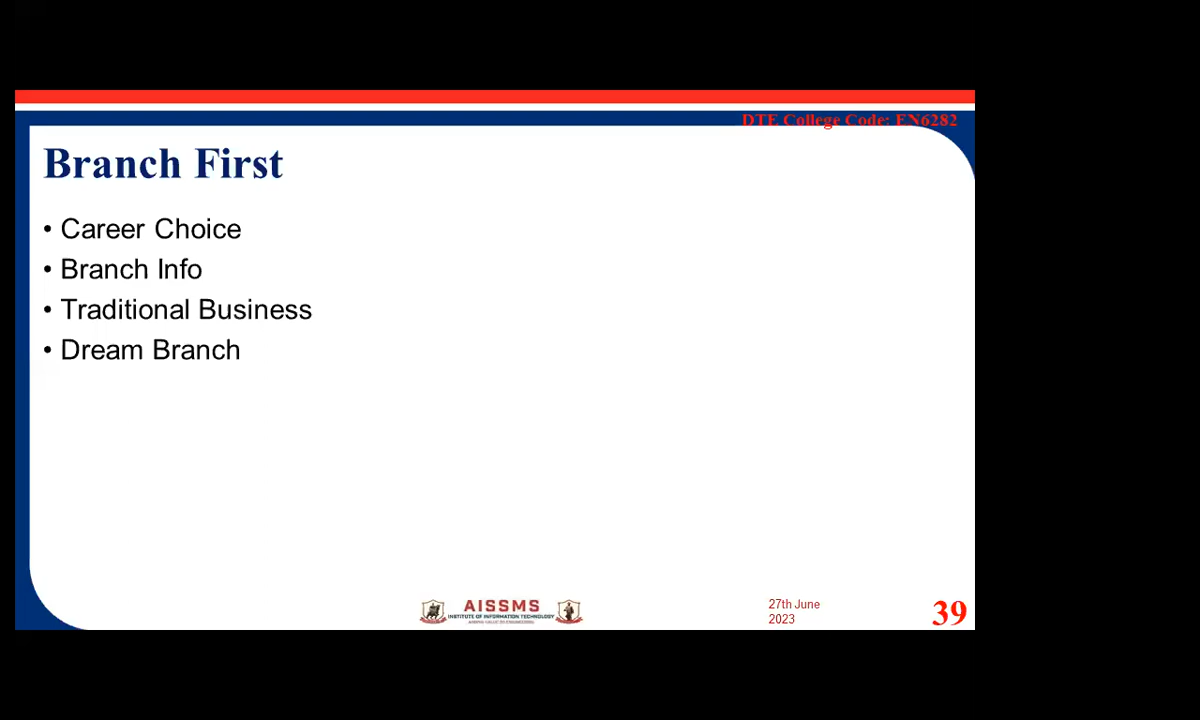 DTE College Code: EN6282
Branch First
• Career Choice
• Branch Info
• Traditional Business
• Dream Branch
AISSMS
INSTITUTE OF INFORMATION TECHNOLOGY
27th June
2023
39